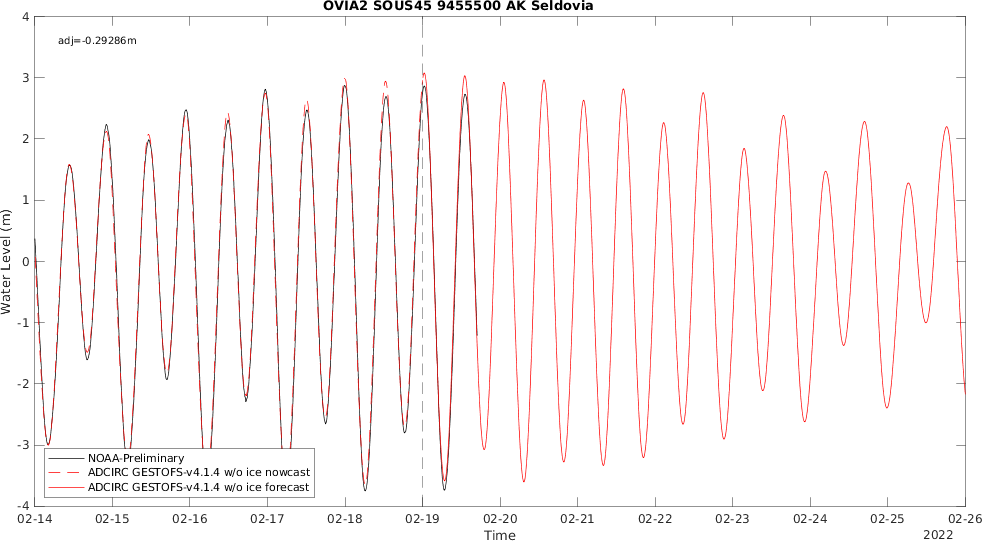 OVIA2 SOUS45 9455500 AK Seldovia
adj=-0.29286m
4
3
2
1
0
-1
-2
-3
-4
Water Level (m)
NOAA-Preliminary
ADCIRC GESTOFS-v4.1.4 w/o ice nowcast
ADCIRC GESTOFS-v4.1.4 w/o ice forecast
02-14 02-15 02-16 02-17 02-18 02-19 02-20 02-21 02-22 02-23 02-24 02-25 02-26
Time
2022